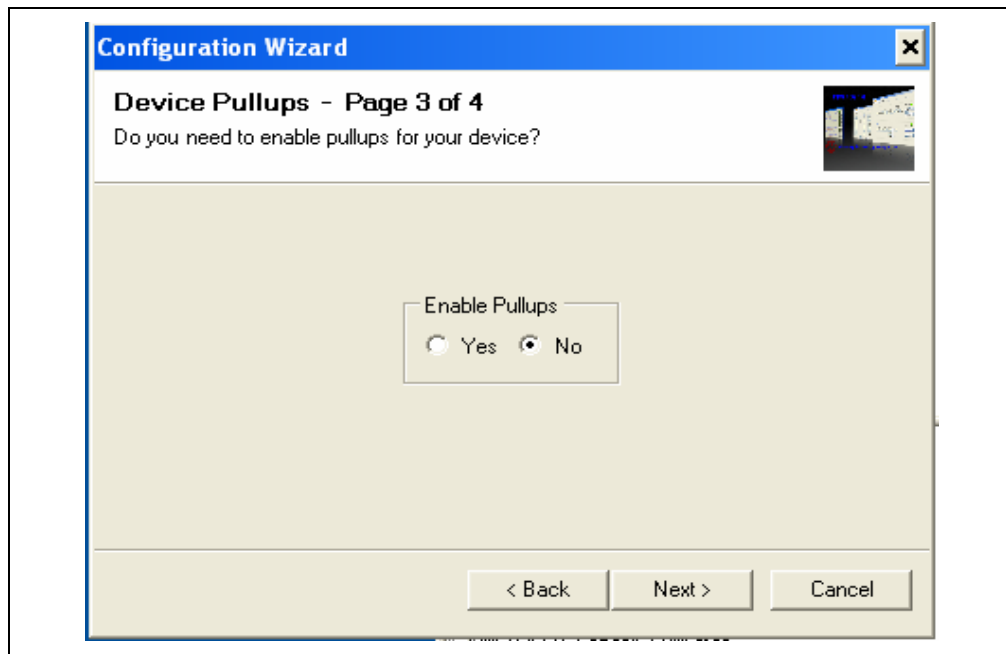 Configuration Wizard
Device Pullups - Page 3 of 4
Do you need to enable pullups for your device?
Enable Pullups
Yes No
< Back Next > Cancel